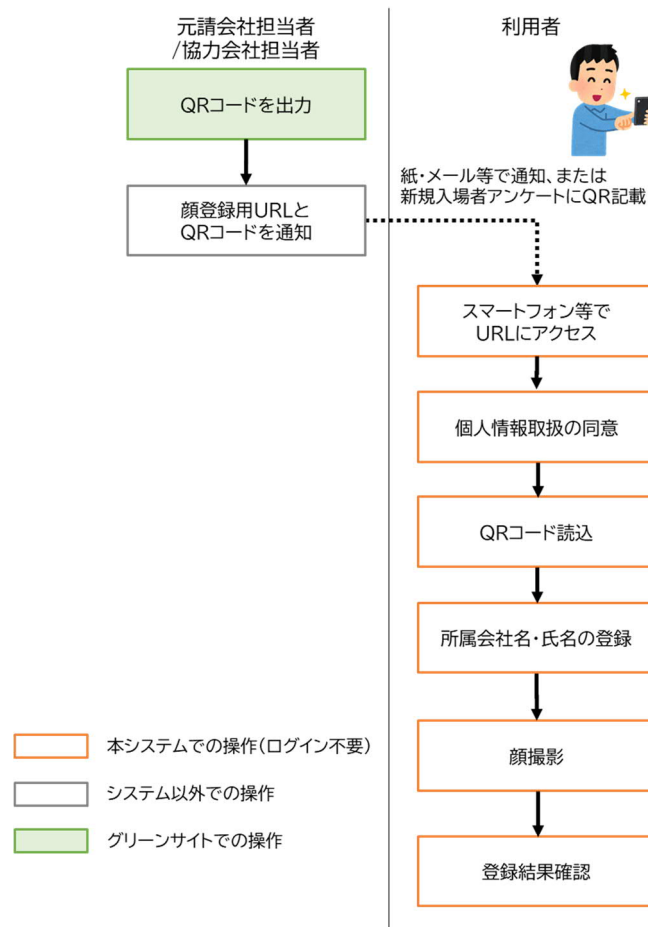 元請会社担当者
/協力会社担当者
利用者
QRコードを出力
紙・メール等で通知、または
新規入場者アンケートにQR記載
顔登録用URLと
QRコードを通知
スマートフォン等で
URLにアクセス
個人情報取扱の同意
QRコード読込
所属会社名・氏名の登録
顔撮影
登録結果確認
本システムでの操作(ログイン不要)
システム以外での操作
グリーンサイトでの操作